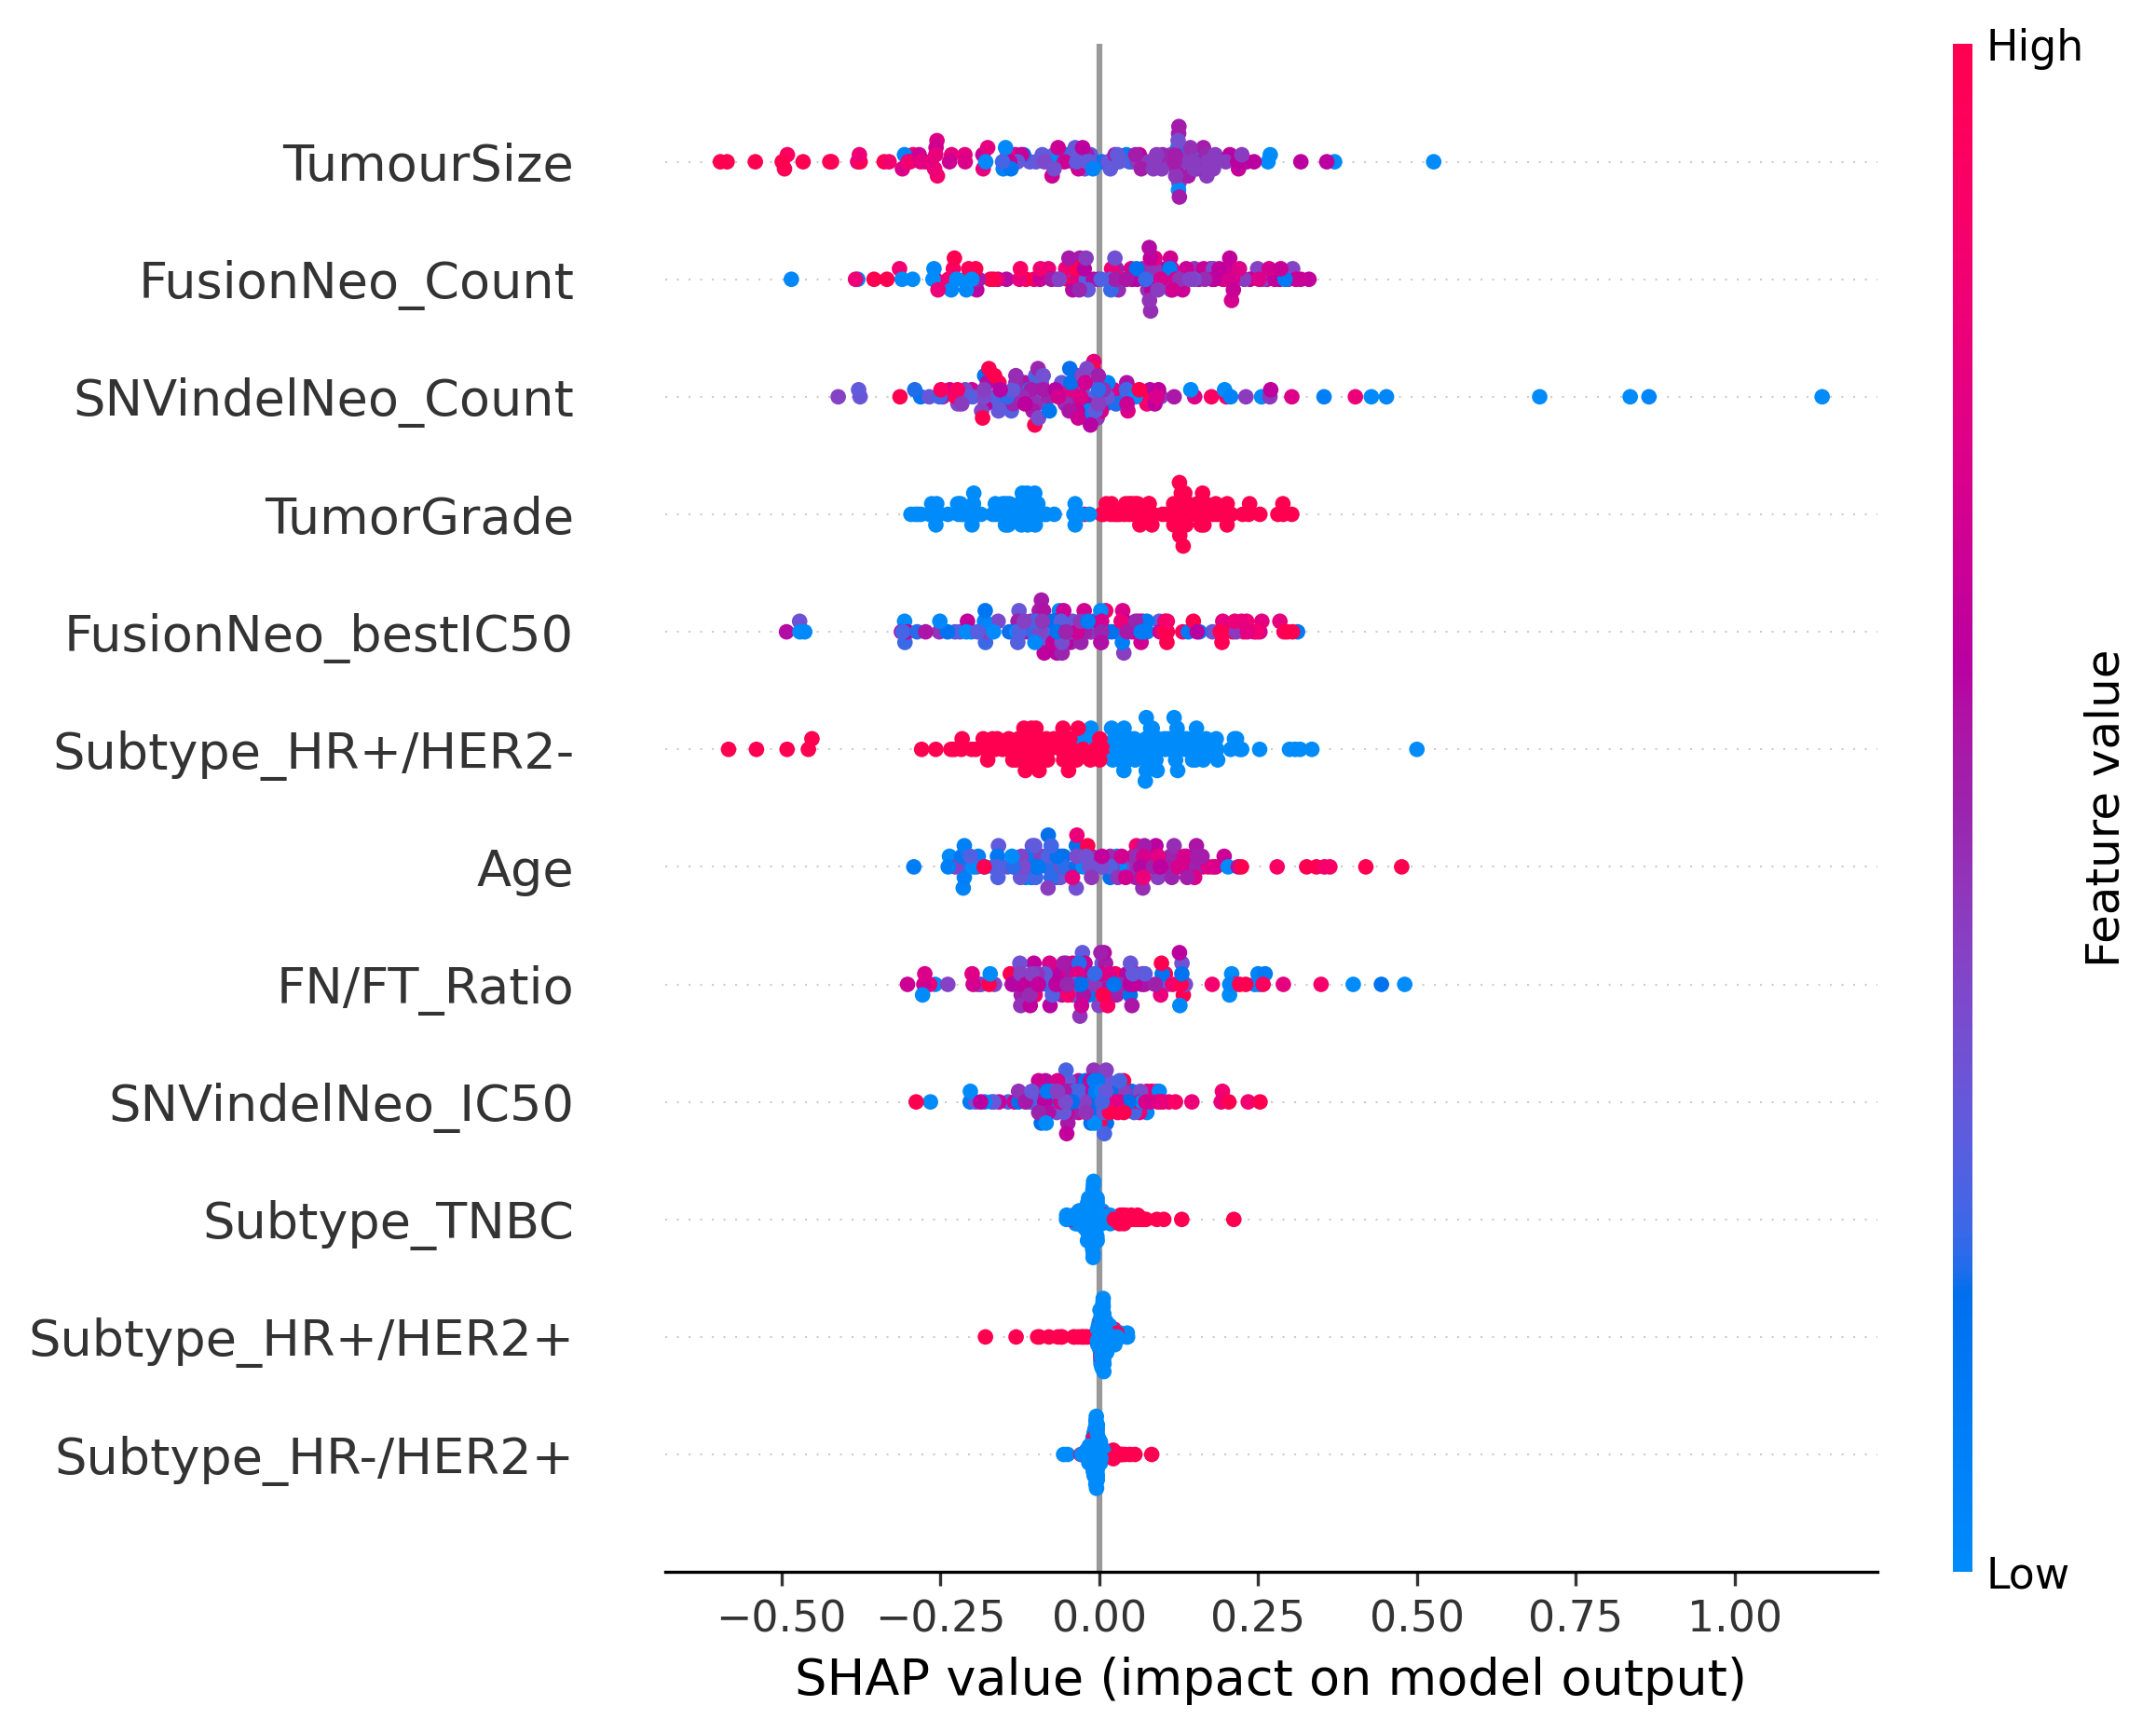 High
TumourSize
FusionNeo_Count
SNVindelNeo_Count
TumorGrade
FusionNeo_bestIC50
Subtype_HR+/HER2-
Age
FN/FT_Ratio
SNVindelNeo_IC50
Subtype_TNBC
Subtype_HR+/HER2+
Subtype_HR-/HER2+
Feature value
Low
−0.50 −0.25 0.00 0.25 0.50 0.75 1.00
SHAP value (impact on model output)